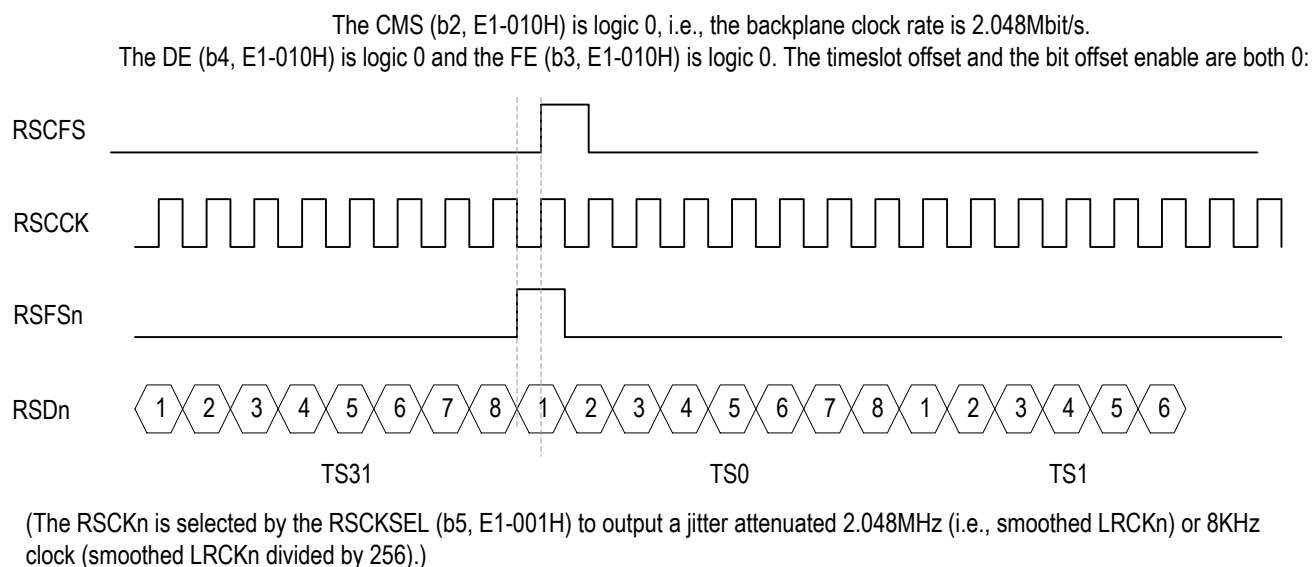 The CMS (b2, E1-010H) is logic 0, i.e., the backplane clock rate is 2.048Mbit/s.
The DE (b4, E1-010H) is logic 0 and the FE (b3, E1-010H) is logic 0. The timeslot offset and the bit offset enable are both 0:
RSCFS
RSCCK
RSFSn
RSDn 1 2 3 4 5 6 7 8 1 2 3 4 5 6 7 8 1 2 3 4 5 6
TS31 TS0 TS1
(The RSCKn is selected by the RSCKSEL (b5, E1-001H) to output a jitter attenuated 2.048MHz (i.e., smoothed LRCKn) or 8KHz
clock (smoothed LRCKn divided by 256).)